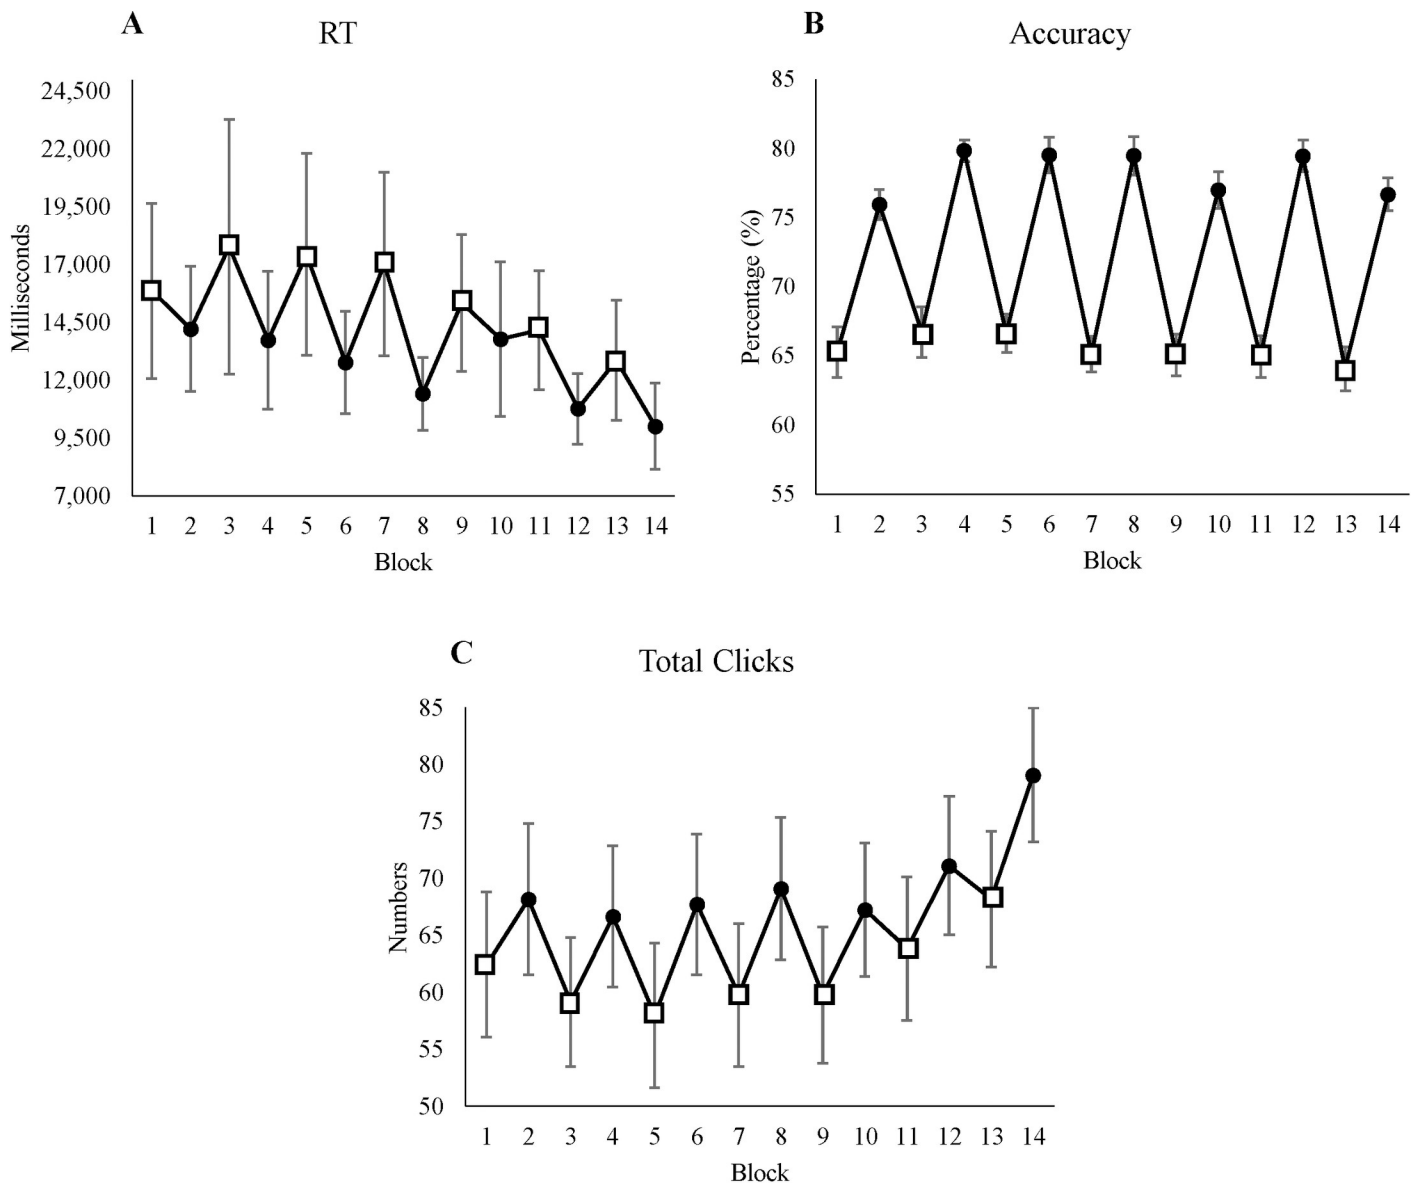 A
RT
24,500
22,000
19,500
17,000
14,500
12,000
9,500
7,000
Milliseconds
1 2 3 4 5 6 7 8 9 10 11 12 13 14
Block
B
Accuracy
85
80
75
70
65
60
55
Percentage (%)
1 2 3 4 5 6 7 8 9 10 11 12 13 14
Block
C
Total Clicks
85
80
75
70
65
60
55
50
Numbers
1 2 3 4 5 6 7 8 9 10 11 12 13 14
Block